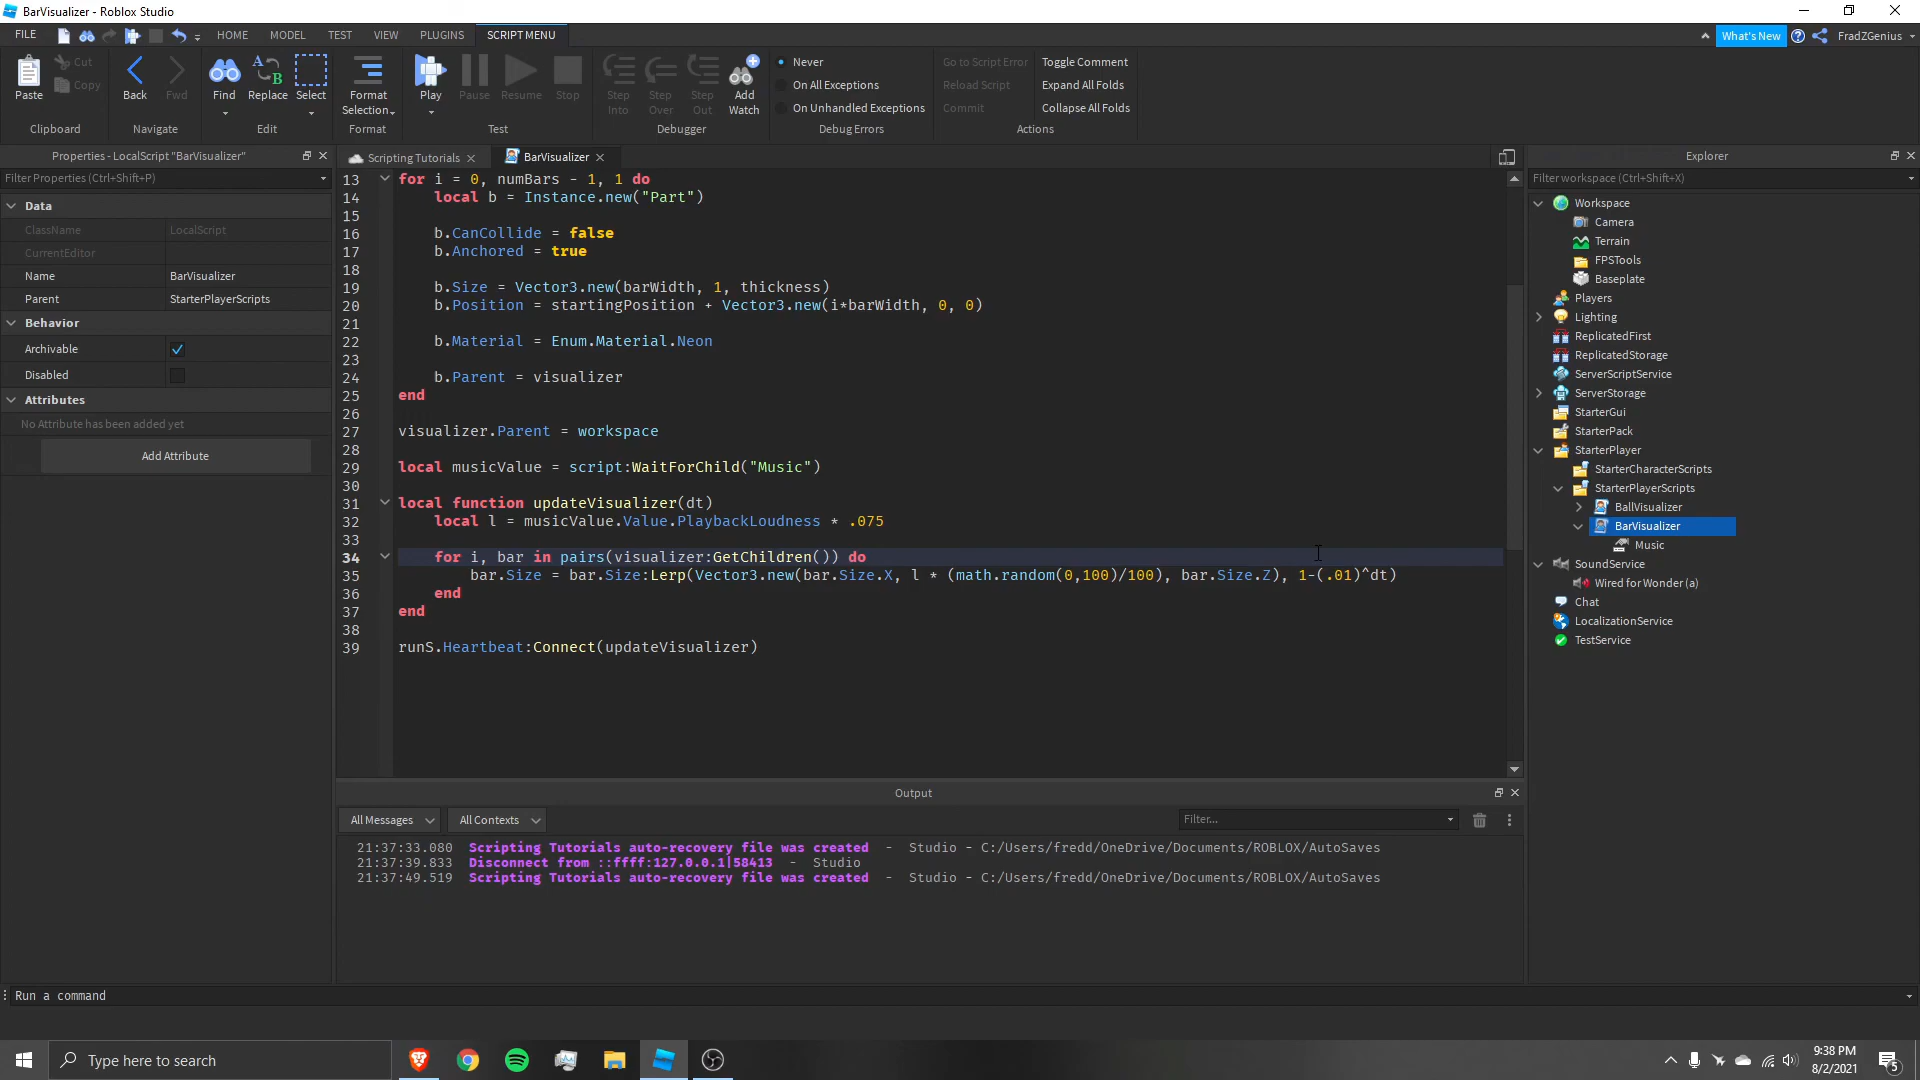 BarVisualizer - Roblox Studio
FILE HOME MODEL TEST VIEW PLUGINS SCRIPT MENU What's New FradZGenius
Paste Cut Copy
Clipboard
Back Fwd
Navigate
Find Replace Select
Edit
Format Selection
Format
Play Pause Resume Stop
Test
Step Into Step Over Step Out Add Watch
Debugger
Never
On All Exceptions
On Unhandled Exceptions
Debug Errors
Go to Script Error Toggle Comment
Reload Script Expand All Folds
Commit Collapse All Folds
Actions
Properties - LocalScript "BarVisualizer"
Filter Properties (Ctrl+Shift+P)
Data
ClassName LocalScript
CurrentEditor
Name BarVisualizer
Parent StarterPlayerScripts
Behavior
Archivable
Disabled
Attributes
No Attribute has been added yet
Add Attribute
Scripting Tutorials BarVisualizer
13 for i = 0, numBars - 1, 1 do
14 local b = Instance.new("Part")
15
16 b.CanCollide = false
17 b.Anchored = true
18
19 b.Size = Vector3.new(barWidth, 1, thickness)
20 b.Position = startingPosition + Vector3.new(i*barWidth, 0, 0)
21
22 b.Material = Enum.Material.Neon
23
24 b.Parent = visualizer
25 end
26
27 visualizer.Parent = workspace
28
29 local musicValue = script:WaitForChild("Music")
30
31 local function updateVisualizer(dt)
32 local l = musicValue.Value.PlaybackLoudness * .075
33
34 for i, bar in pairs(visualizer:GetChildren()) do
35 bar.Size = bar.Size:Lerp(Vector3.new(bar.Size.X, l * (math.random(0,100)/100), bar.Size.Z), 1-(.01)^dt)
36 end
37 end
38
39 runS.Heartbeat:Connect(updateVisualizer)
Output
All Messages All Contexts Filter...
21:37:33.080 Scripting Tutorials auto-recovery file was created - Studio - C:/Users/fredd/OneDrive/Documents/ROBLOX/AutoSaves
21:37:39.833 Disconnect from ::ffff:127.0.0.1|58413 - Studio
21:37:49.519 Scripting Tutorials auto-recovery file was created - Studio - C:/Users/fredd/OneDrive/Documents/ROBLOX/AutoSaves
Explorer
Filter workspace (Ctrl+Shift+X)
Workspace
Camera
Terrain
FPSTools
Baseplate
Players
Lighting
ReplicatedFirst
ReplicatedStorage
ServerScriptService
ServerStorage
StarterGui
StarterPack
StarterPlayer
StarterCharacterScripts
StarterPlayerScripts
BallVisualizer
BarVisualizer
Music
SoundService
Wired for Wonder (a)
Chat
LocalizationService
TestService
Run a command
Type here to search
9:38 PM
8/2/2021
5